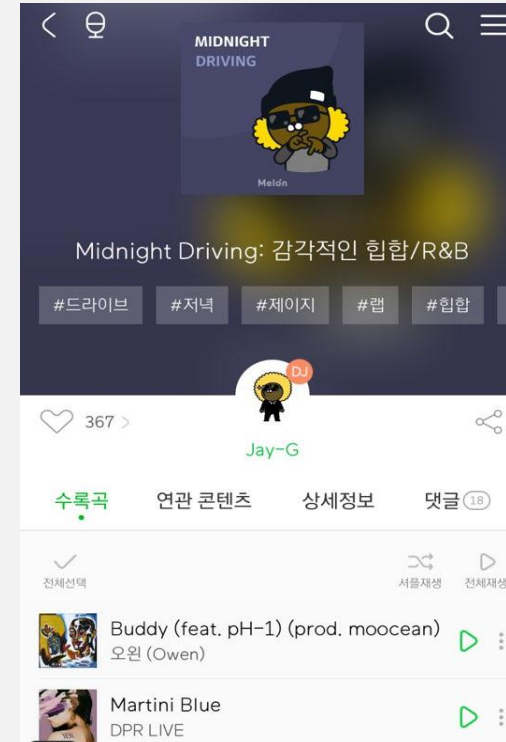 MIDNIGHT
DRIVING
Melon
Midnight Driving: 감각적인 힙합/R&B
#드라이브 #저녁 #제이지 #랩 #힙합
DJ
367
Jay-G
수록곡 연관 콘텐츠 상세정보 댓글 18
전체선택 셔플재생 전체재생
Buddy (feat. pH-1) (prod. moocean)
오왼 (Owen)
Martini Blue
DPR LIVE